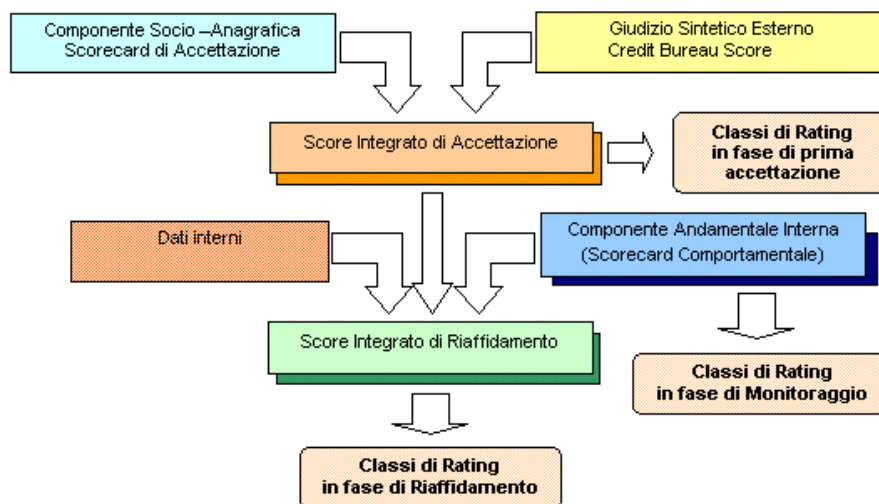 Componente Socio –Anagrafica
Scorecard di Accettazione
Giudizio Sintetico Esterno
Credit Bureau Score
Score Integrato di Accettazione
Classi di Rating
in fase di prima
accettazione
Dati interni
Componente Andamentale Interna
(Scorecard Comportamentale)
Score Integrato di Riaffidamento
Classi di Rating
in fase di Monitoraggio
Classi di Rating
in fase di Riaffidamento